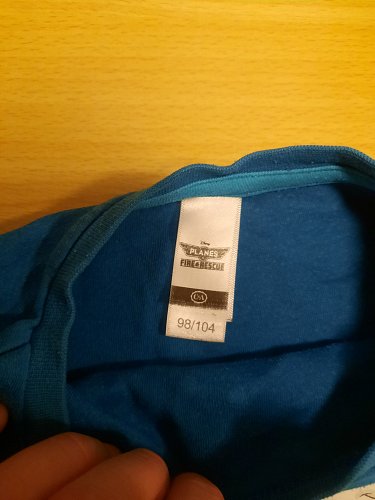 Disney
PLANES
FIRE & RESCUE
C&A
98/104